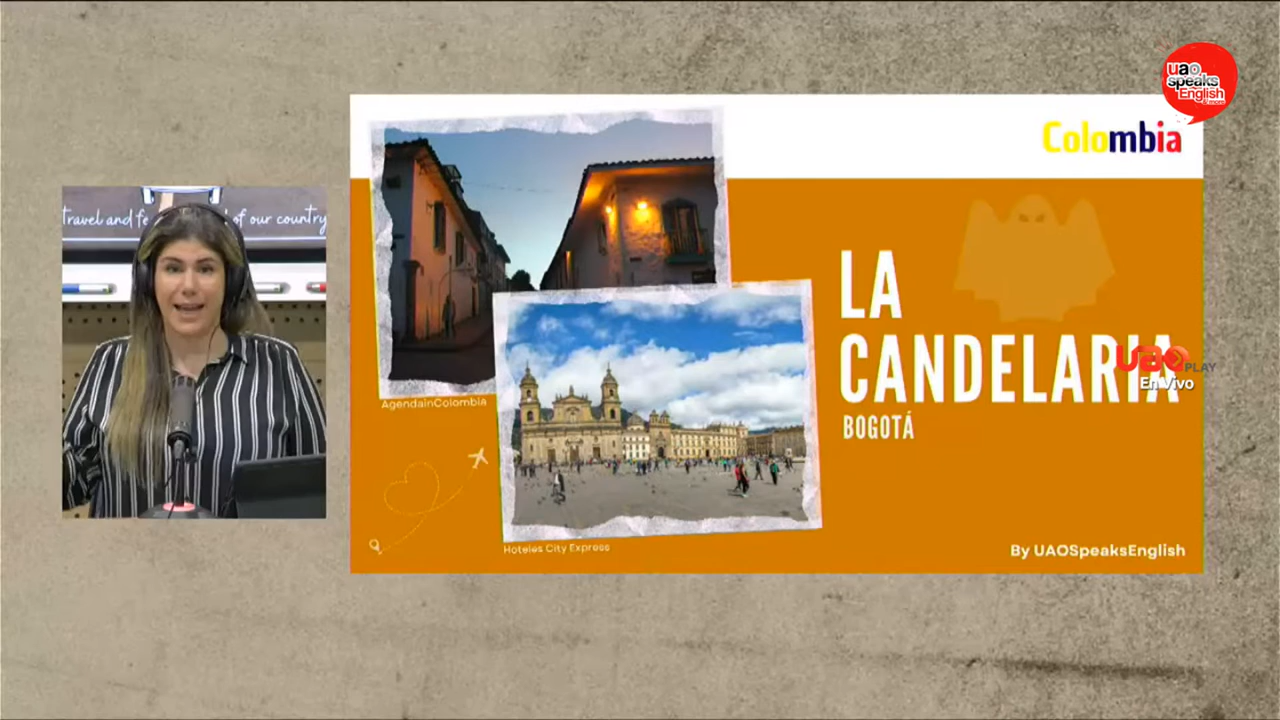 uao
speaks
English
& more
Colombia
travel and fe
of our country
LA
CANDELARIA
BOGOTÁ
uao PLAY
En Vivo
AgendainColombia
Hoteles City Express
By UAOSpeaksEnglish